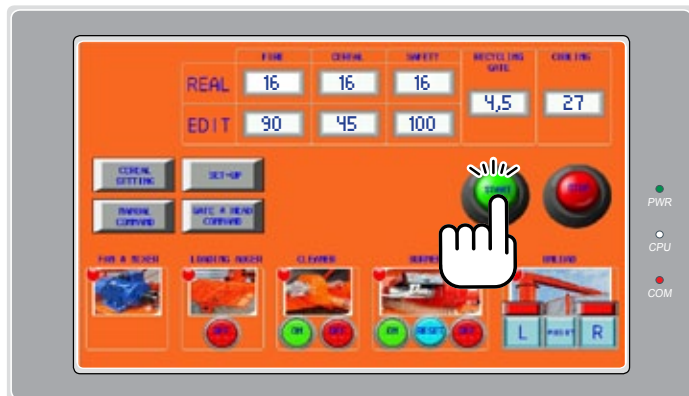 FIRE CEREAL SAFETY RECYCLING GATE COOLING
REAL 16 16 16 4,5 27
EDIT 90 45 100
CEREAL SETTING
SET-UP
MANUAL COMMAND
GATE & HEAD COMMAND
START
STOP
PWR
CPU
COM
FAN & MIXER
LOADING AUGER
CLEANER
BURNER
UNLOAD
OFF
ON OFF
ON RESET OFF
L R